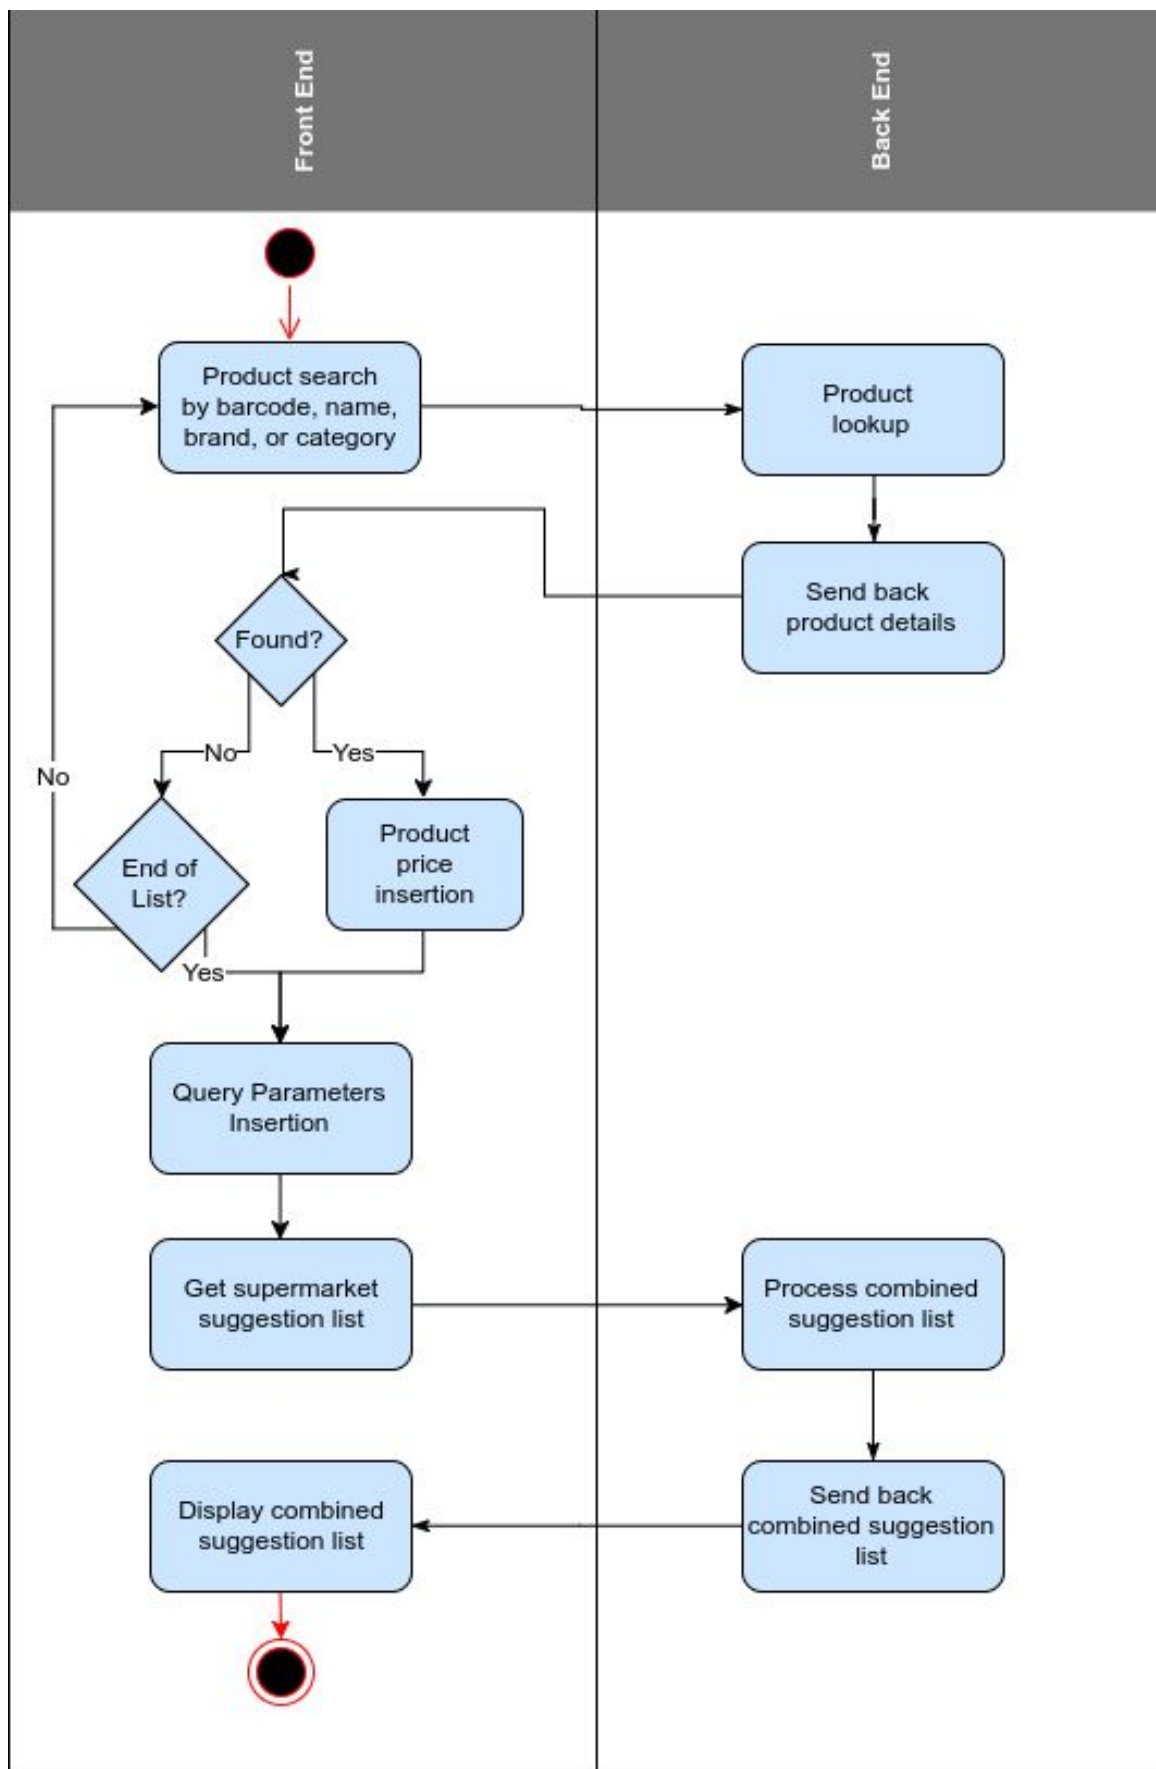 Front End
Back End
Product search
by barcode, name,
brand, or category
Product
lookup
Send back
product details
Found?
No
Yes
No
End of
List?
Product
price
insertion
Yes
Query Parameters
Insertion
Get supermarket
suggestion list
Process combined
suggestion list
Display combined
suggestion list
Send back
combined suggestion
list